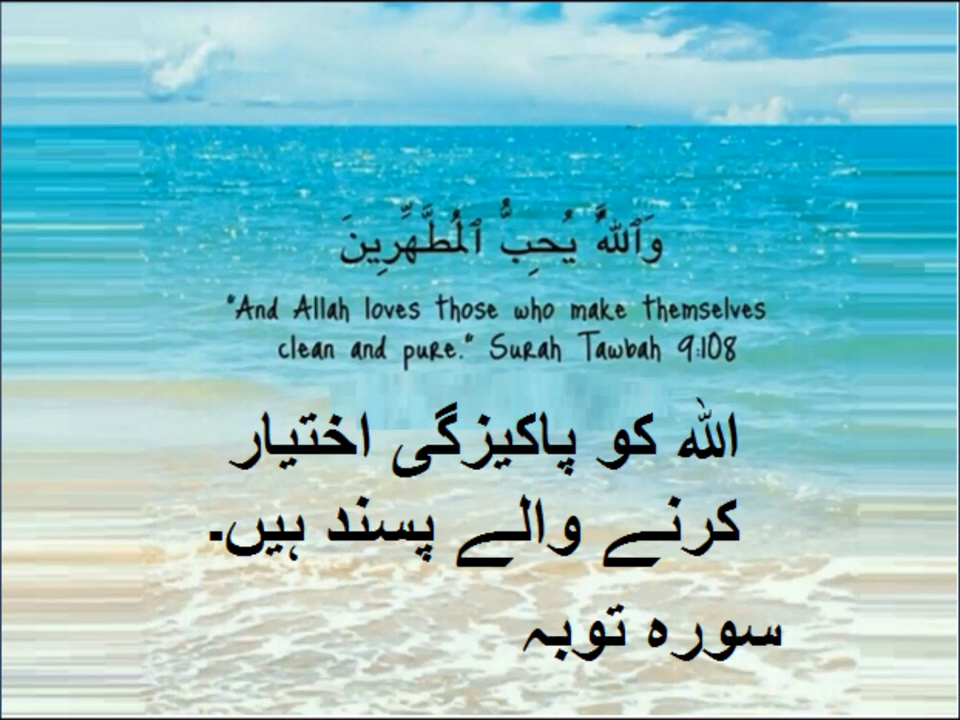 وَٱللَّهُ يُحِبُّ ٱلْمُطَّهِّرِينَ
"And Allah loves those who make themselves
clean and pure." Surah Tawbah 9:108
اللہ کو پاکیزگی اختیار
کرنے والے پسند ہیں۔
سورہ توبہ